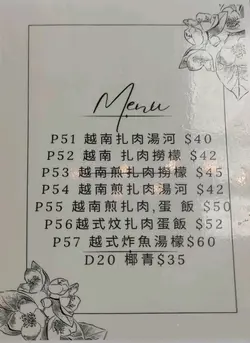 Menu
P51 越南扎肉湯河 $40
P52 越南 扎肉撈檬 $42
P53 越南煎扎肉撈檬 $45
P54 越南煎扎肉湯河 $42
P55 越南煎扎肉,蛋 飯 $50
P56越式炆扎肉蛋飯 $52
P57 越式炸魚湯檬$60
D20 椰青$35